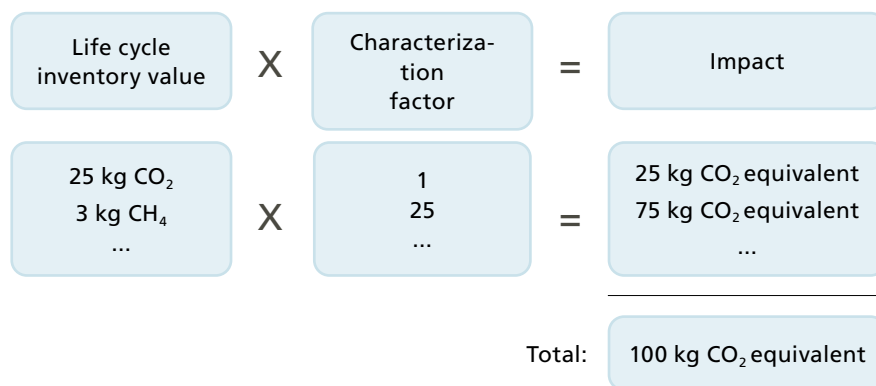 Life cycle
inventory value
X
Characteriza-
tion
factor
=
Impact
25 kg CO₂
3 kg CH₄
...
X
1
25
...
=
25 kg CO₂ equivalent
75 kg CO₂ equivalent
...
Total:
100 kg CO₂ equivalent